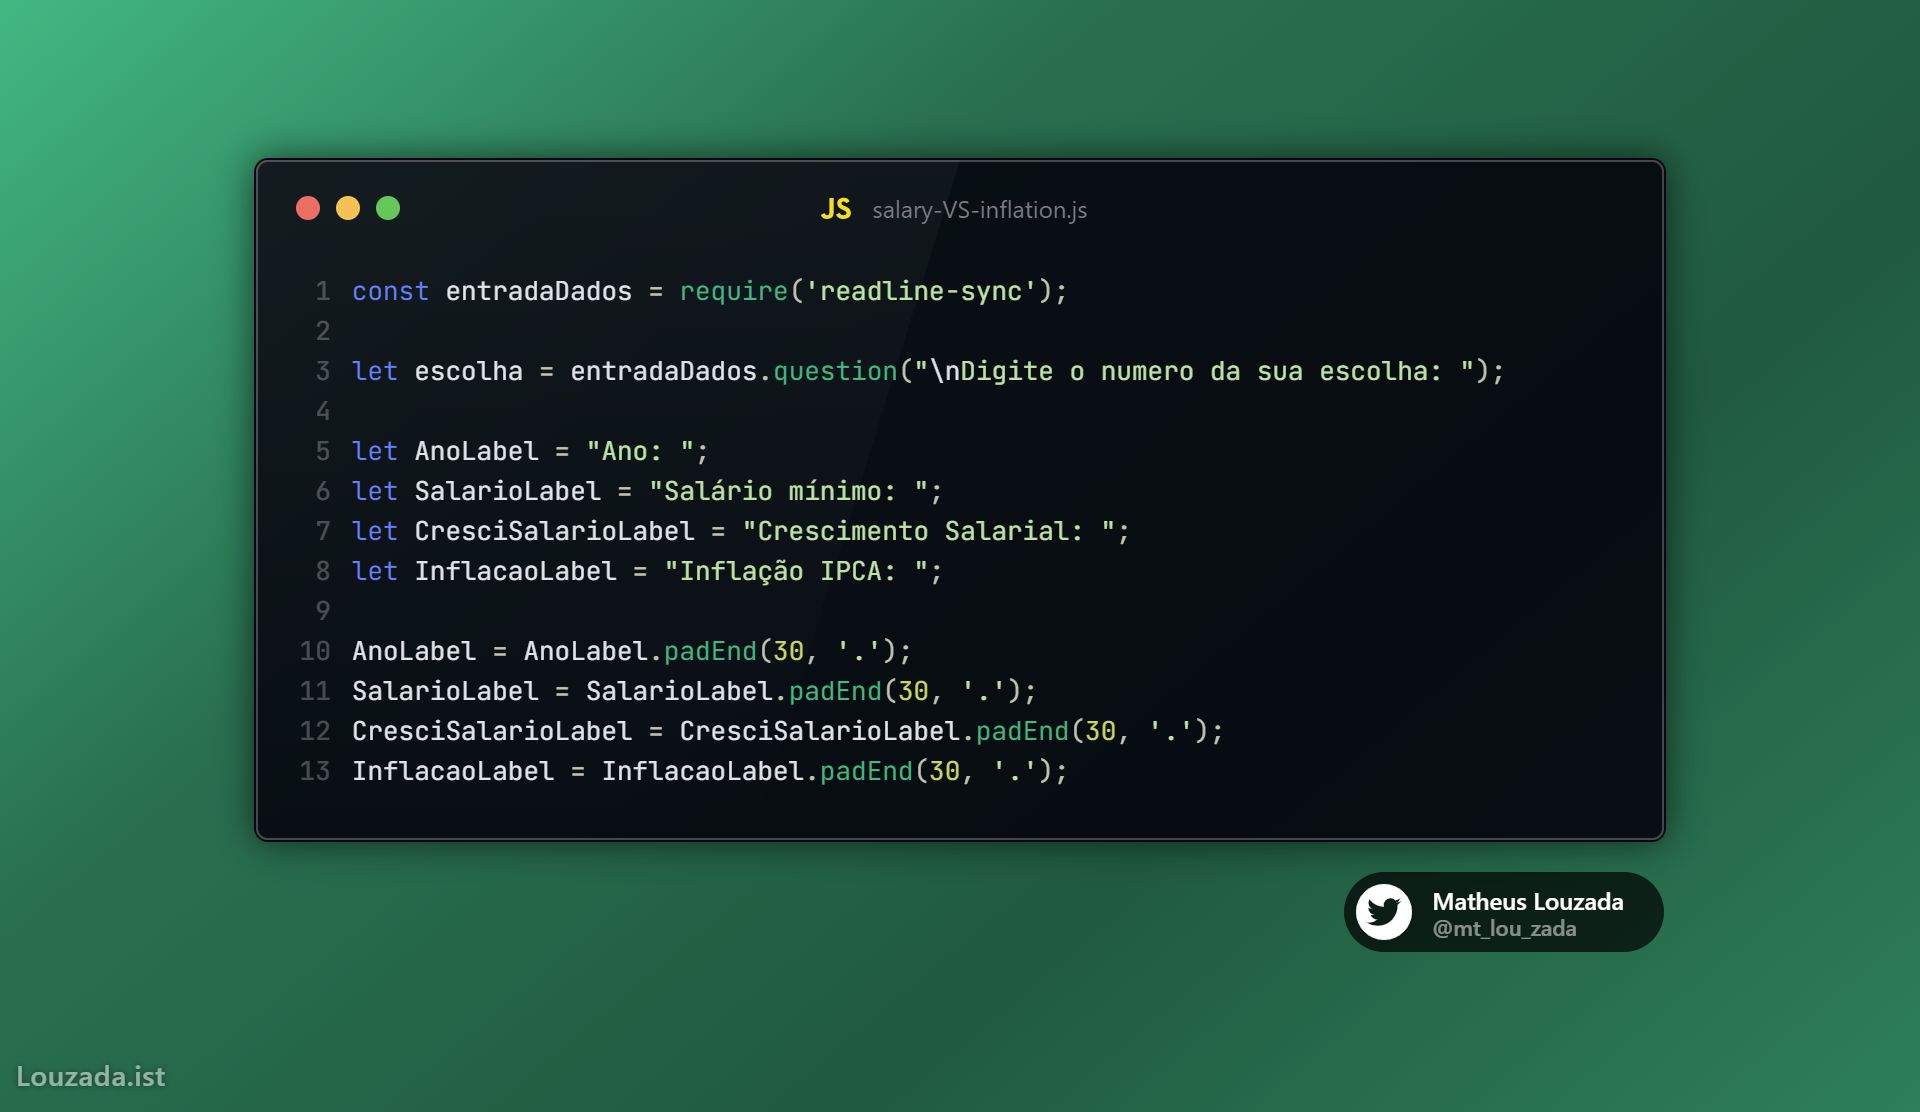 JS salary-VS-inflation.js
1 const entradaDados = require('readline-sync');
2
3 let escolha = entradaDados.question("\nDigite o numero da sua escolha: ");
4
5 let AnoLabel = "Ano: ";
6 let SalarioLabel = "Salário mínimo: ";
7 let CresciSalarioLabel = "Crescimento Salarial: ";
8 let InflacaoLabel = "Inflação IPCA: ";
9
10 AnoLabel = AnoLabel.padEnd(30, '.');
11 SalarioLabel = SalarioLabel.padEnd(30, '.');
12 CresciSalarioLabel = CresciSalarioLabel.padEnd(30, '.');
13 InflacaoLabel = InflacaoLabel.padEnd(30, '.');
Matheus Louzada
@mt_lou_zada
Louzada.ist